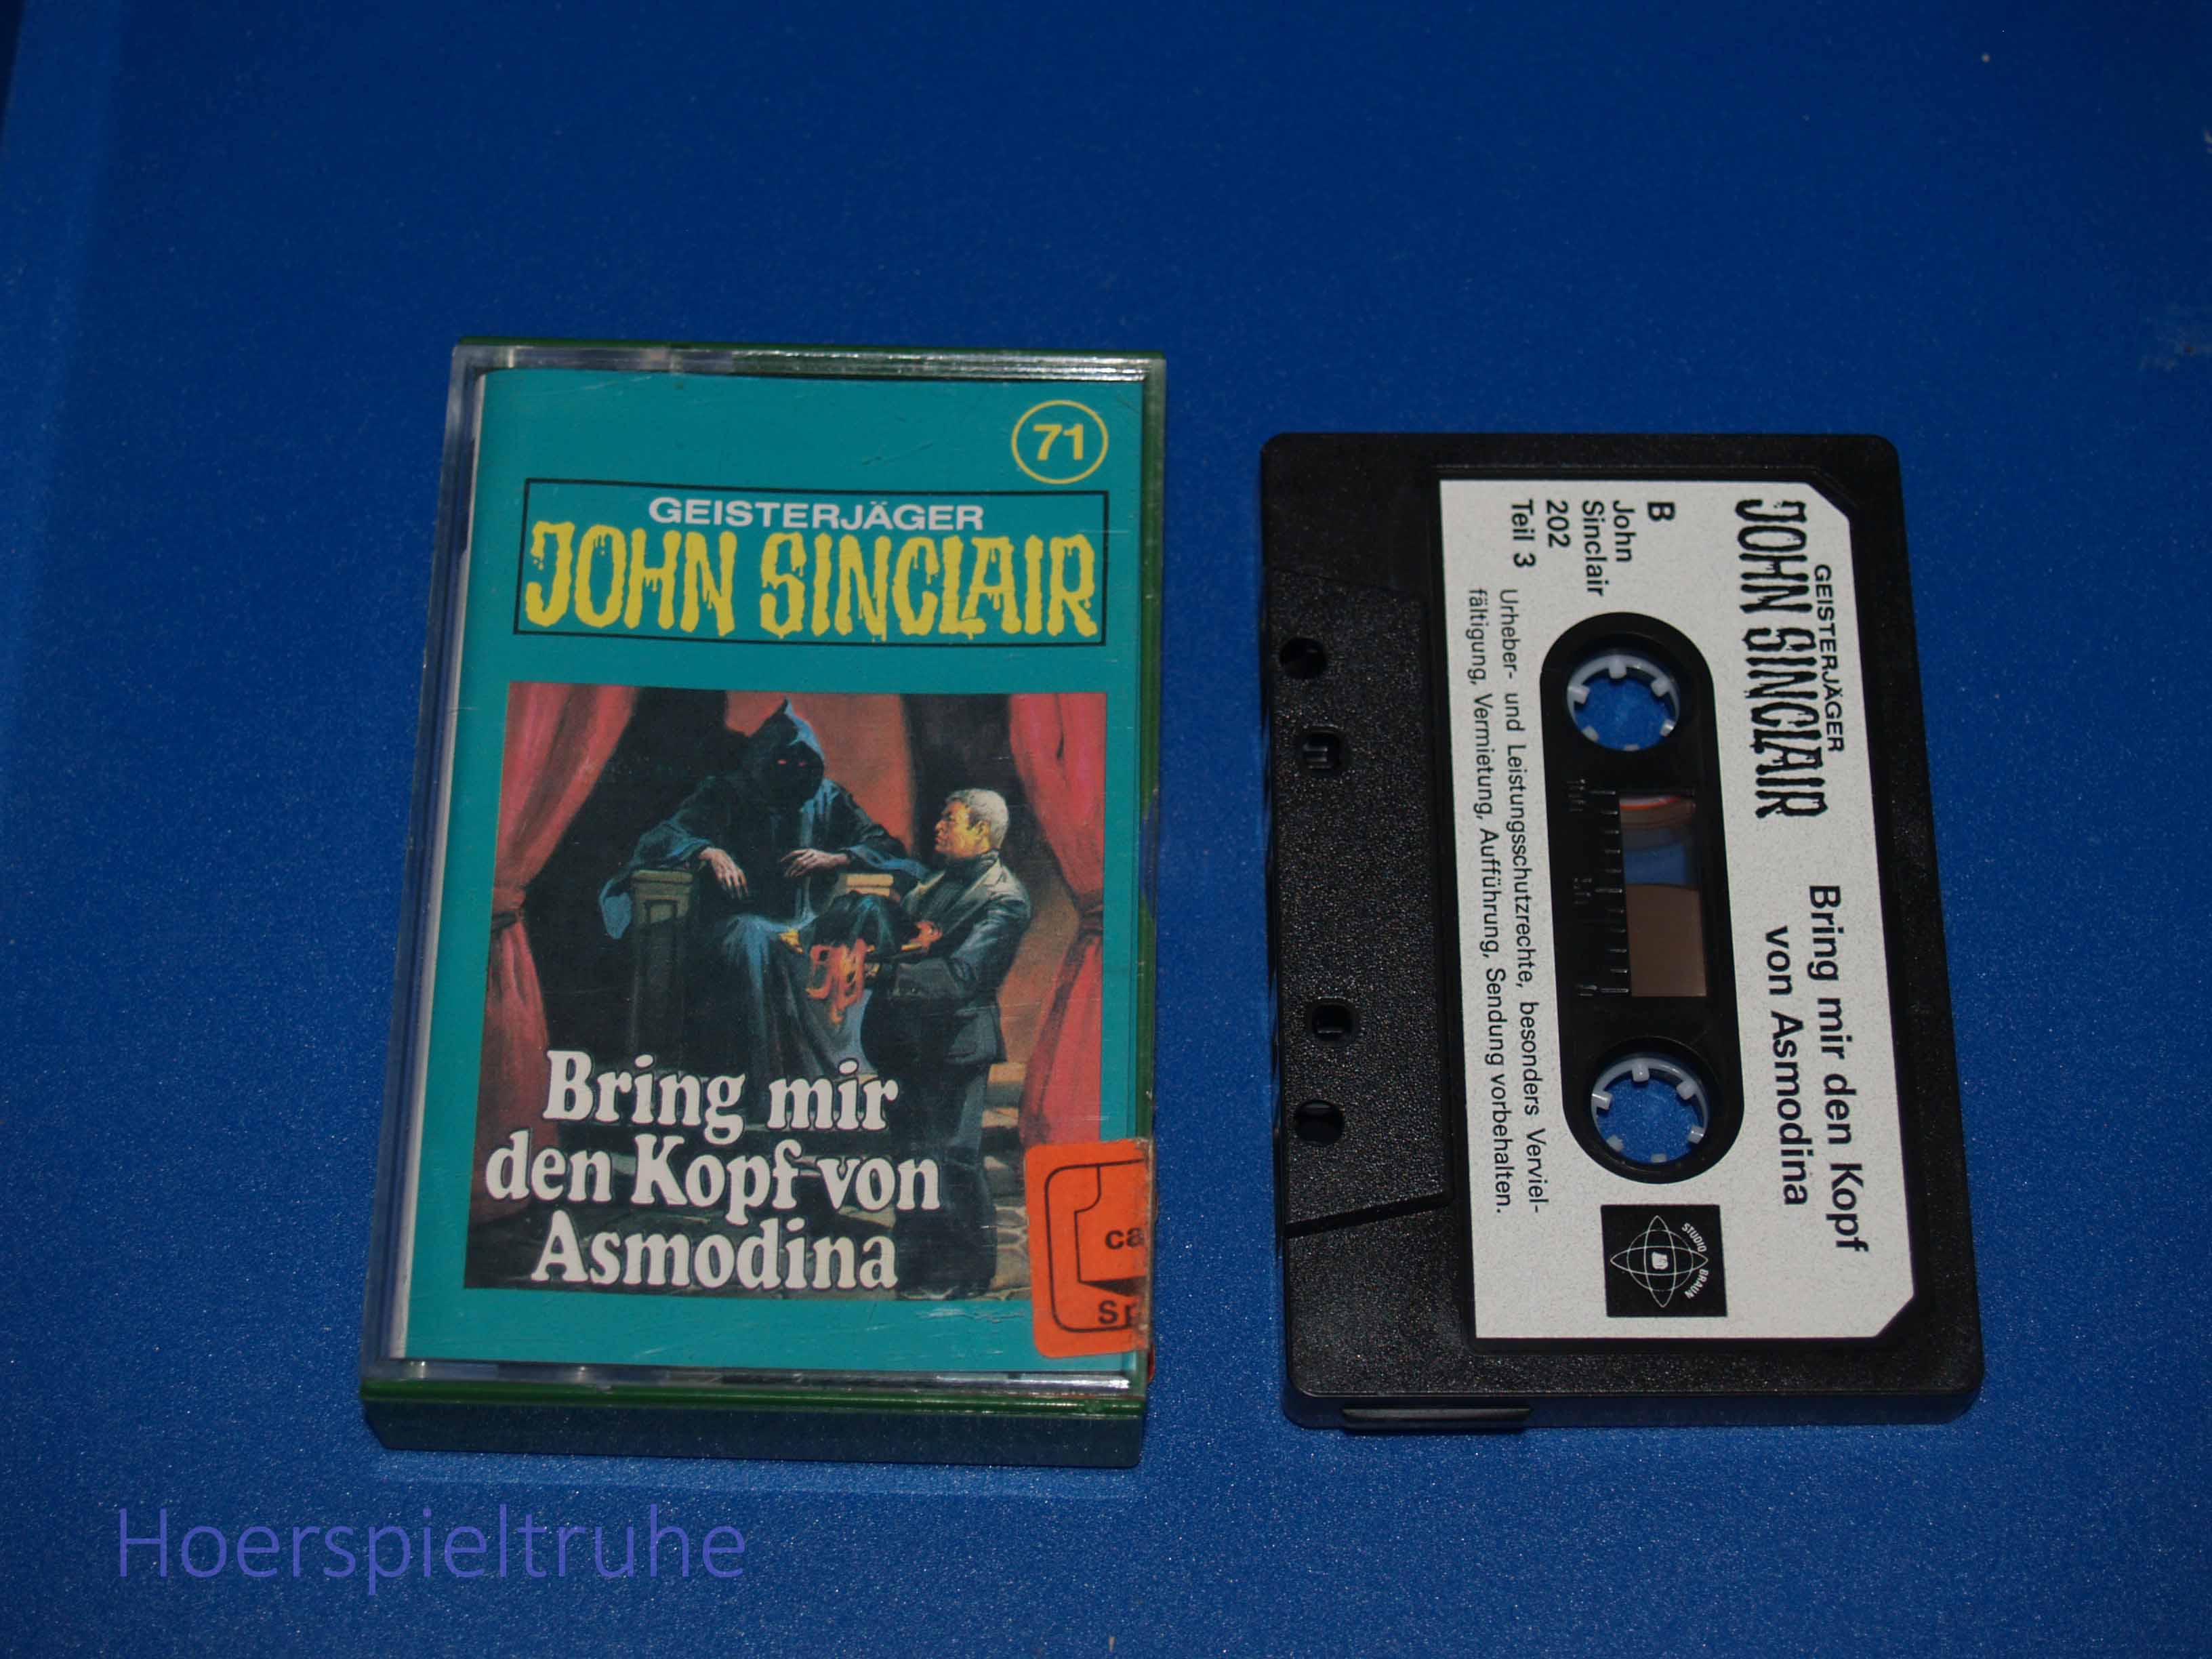 71
GEISTERJÄGER
JOHN SINCLAIR
Bring mir
den Kopf von
Asmodina
GEISTERJÄGER
JOHN SINCLAIR
Bring mir den Kopf
von Asmodina
B
John
Sinclair
202
Teil 3
Urheber- und Leistungsschutzrechte, besonders Verviel-
fältigung, Vermietung, Aufführung, Sendung vorbehalten.
STUDIO BRAUN
Hoerspieltruhe